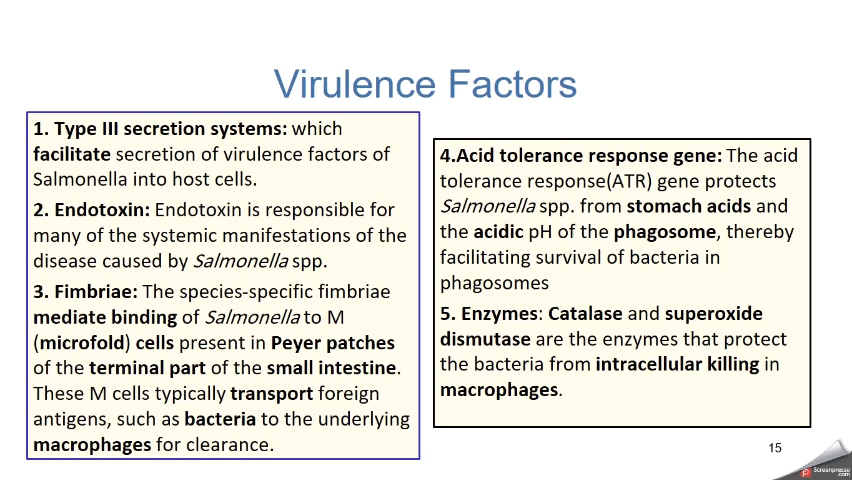 Virulence Factors
1. Type III secretion systems: which
facilitate secretion of virulence factors of
Salmonella into host cells.
2. Endotoxin: Endotoxin is responsible for
many of the systemic manifestations of the
disease caused by Salmonella spp.
3. Fimbriae: The species-specific fimbriae
mediate binding of Salmonella to M
(microfold) cells present in Peyer patches
of the terminal part of the small intestine.
These M cells typically transport foreign
antigens, such as bacteria to the underlying
macrophages for clearance.
4.Acid tolerance response gene: The acid
tolerance response(ATR) gene protects
Salmonella spp. from stomach acids and
the acidic pH of the phagosome, thereby
facilitating survival of bacteria in
phagosomes
5. Enzymes: Catalase and superoxide
dismutase are the enzymes that protect
the bacteria from intracellular killing in
macrophages.
15
Screenpresso
.com